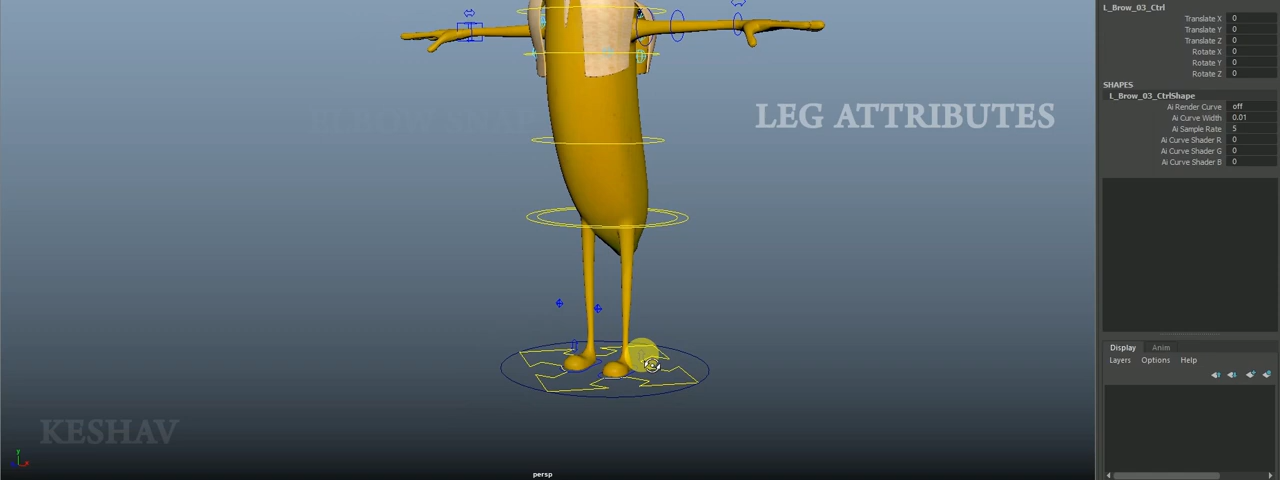 L_Brow_03_Ctrl
Translate X 0
Translate Y 0
Translate Z 0
Rotate X 0
Rotate Y 0
Rotate Z 0
SHAPES
L_Brow_03_CtrlShape
Ai Render Curve off
Ai Curve Width 0.01
Ai Sample Rate 5
Ai Curve Shader R 0
Ai Curve Shader G 0
Ai Curve Shader B 0
LEG ATTRIBUTES
Display Anim
Layers Options Help
KESHAV
y
x
persp